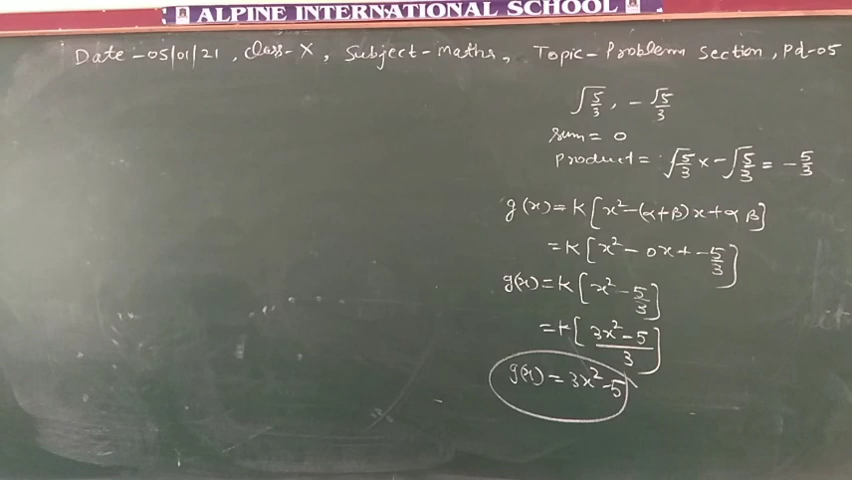 ALPINE INTERNATIONAL SCHOOL
Date - 05/01/21, Class - X, Subject - Maths, Topic - Problem Section, Pd-05
√5/3, -√5/3
Sum = 0
Product = √5/3 x -√5/3 = -5/3
g(x) = K[x² - (α+β)x + αβ]
= K[x² - 0x + -5/3]
g(x) = K[x² - 5/3]
= K[3x² - 5/3]
g(x) = 3x² - 5